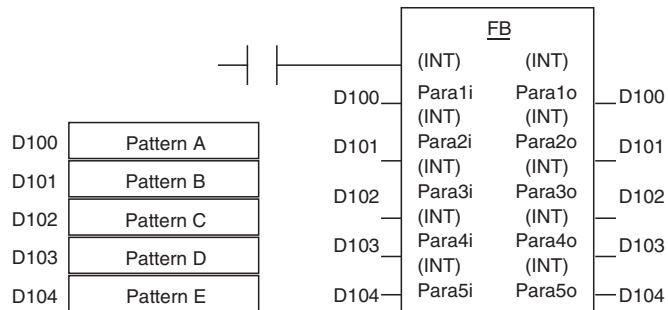 FB
(INT) (INT)
D100 Para1i Para1o D100
(INT) (INT)
D100 Pattern A D101 Para2i Para2o D101
(INT) (INT)
D101 Pattern B
D102 Para3i Para3o D102
D102 Pattern C (INT) (INT)
D103 Para4i Para4o D103
D103 Pattern D (INT) (INT)
D104 Pattern E D104 Para5i Para5o D104